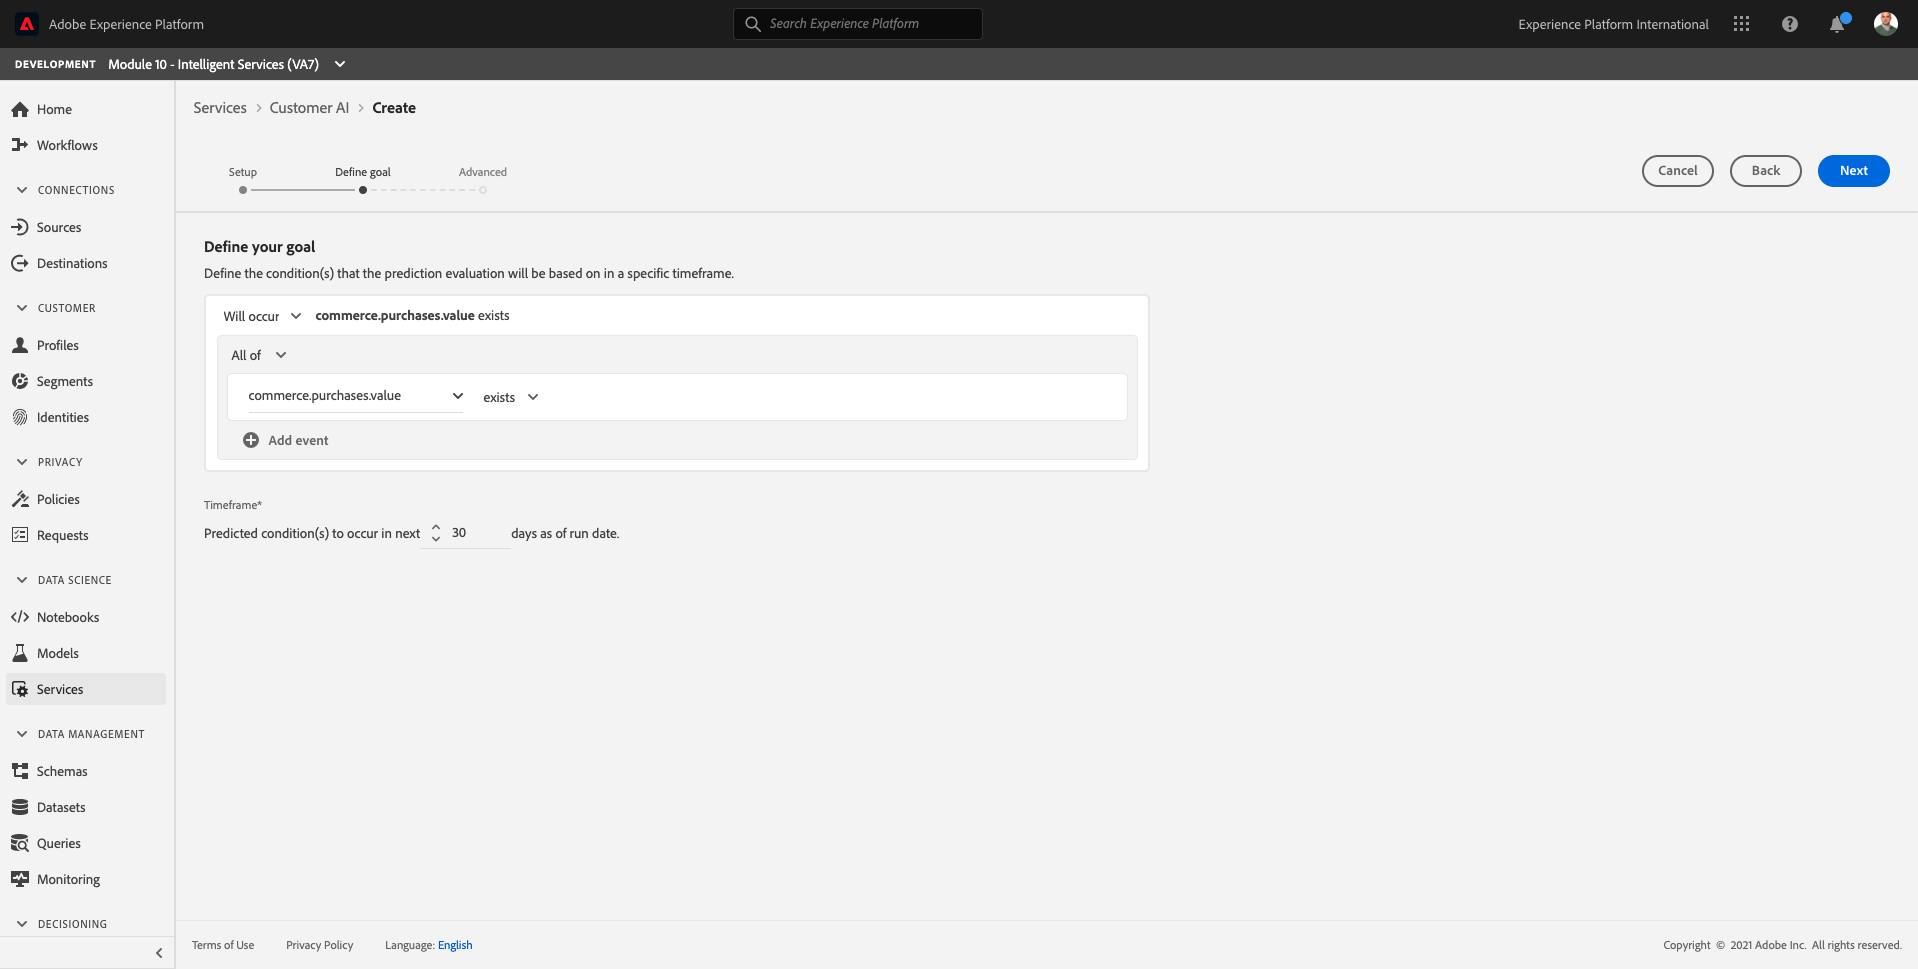 Adobe Experience Platform
Search Experience Platform
Experience Platform International
DEVELOPMENT Module 10 - Intelligent Services (VA7)
Home
Workflows
CONNECTIONS
Sources
Destinations
CUSTOMER
Profiles
Segments
Identities
PRIVACY
Policies
Requests
DATA SCIENCE
Notebooks
Models
Services
DATA MANAGEMENT
Schemas
Datasets
Queries
Monitoring
DECISIONING
Services > Customer AI > Create
Setup Define goal Advanced
Cancel Back Next
Define your goal
Define the condition(s) that the prediction evaluation will be based on in a specific timeframe.
Will occur commerce.purchases.value exists
All of
commerce.purchases.value exists
Add event
Timeframe*
Predicted condition(s) to occur in next 30 days as of run date.
Terms of Use Privacy Policy Language: English
Copyright © 2021 Adobe Inc. All rights reserved.